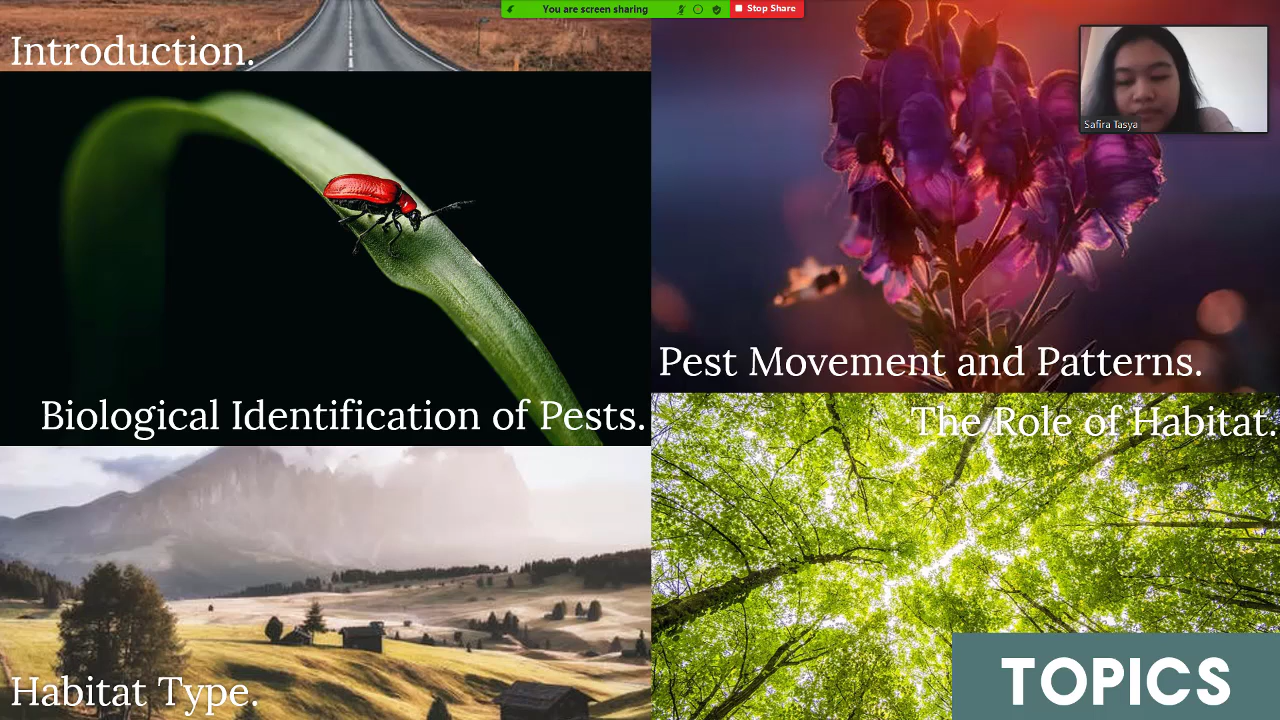 You are screen sharing
Stop Share
Introduction.
Safira Tasya
Biological Identification of Pests.
Pest Movement and Patterns.
The Role of Habitat.
Habitat Type.
TOPICS